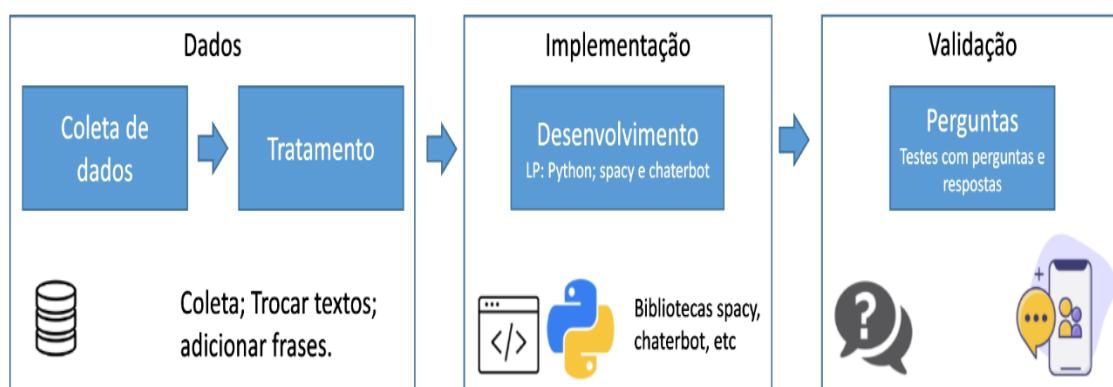 Dados
Coleta de
dados
Tratamento
Coleta; Trocar textos;
adicionar frases.
Implementação
Desenvolvimento
LP: Python; spacy e chaterbot
</>
Bibliotecas spacy,
chaterbot, etc
Validação
Perguntas
Testes com perguntas e
respostas
?